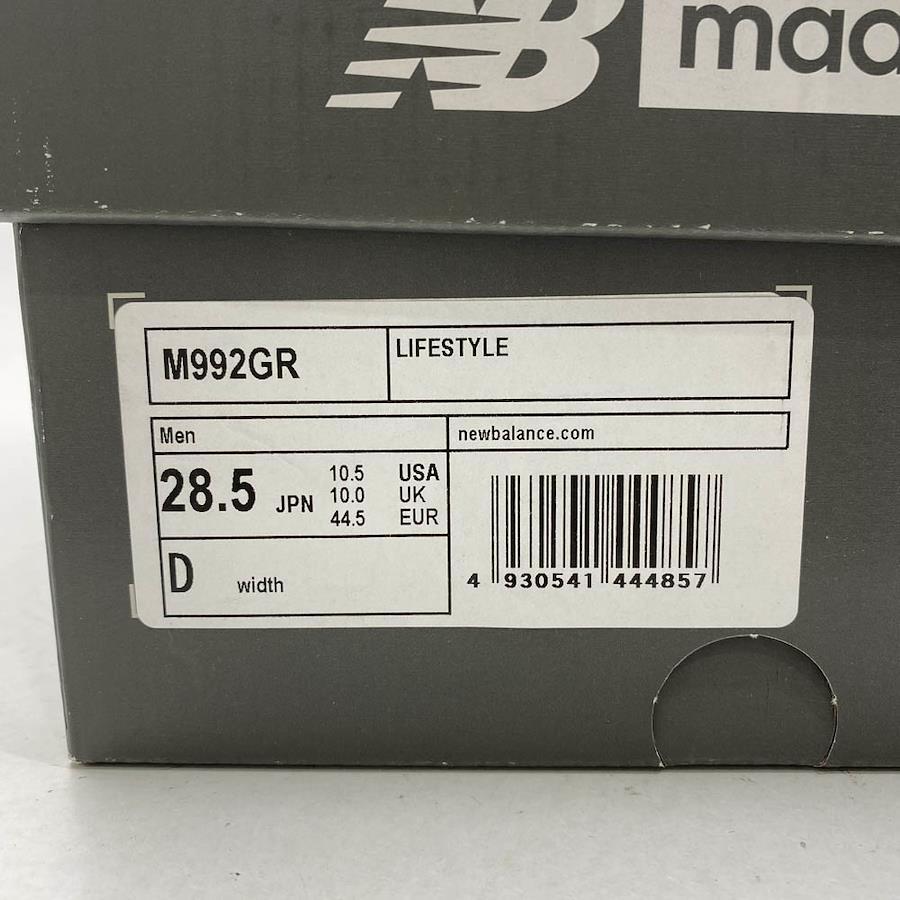 NB
M992GR
LIFESTYLE
Men
newbalance.com
28.5 JPN
10.5 USA
10.0 UK
44.5 EUR
D width
4 930541 444857